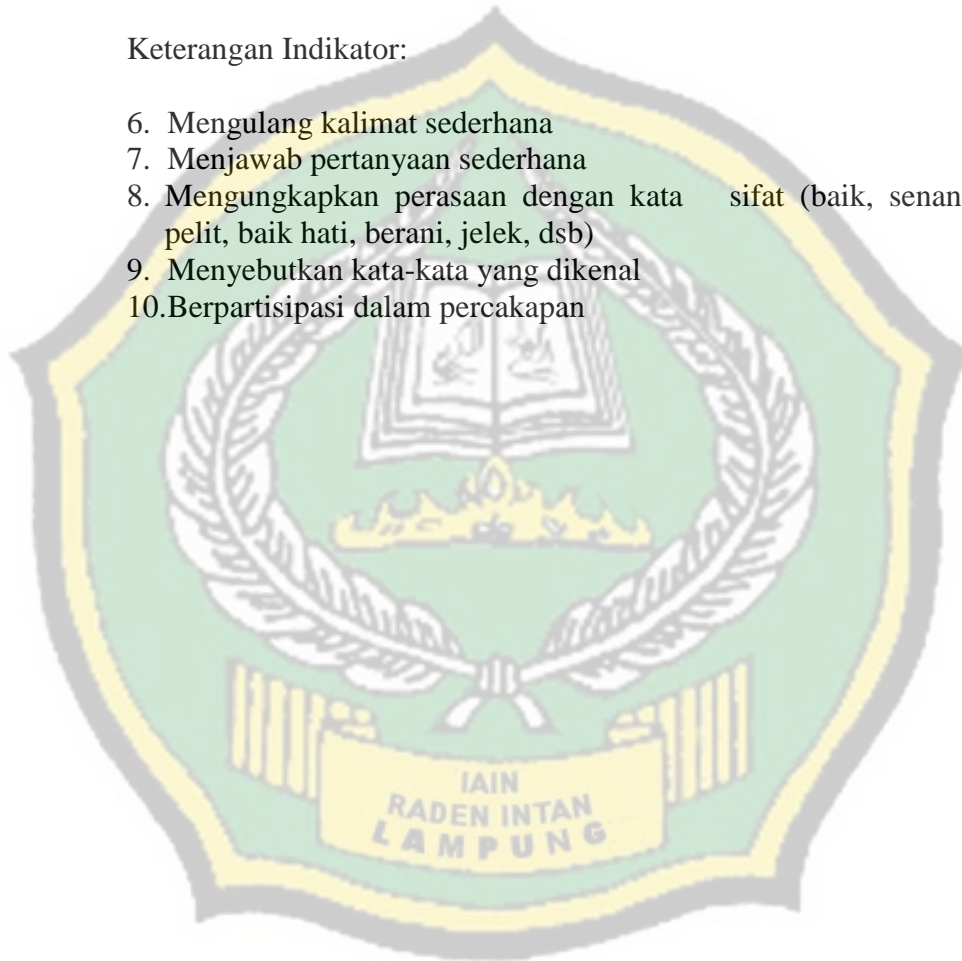 Keterangan Indikator:
6. Mengulang kalimat sederhana
7. Menjawab pertanyaan sederhana
8. Mengungkapkan perasaan dengan kata sifat (baik, senan
pelit, baik hati, berani, jelek, dsb)
9. Menyebutkan kata-kata yang dikenal
10.Berpartisipasi dalam percakapan
IAIN
RADEN INTAN
LAMPUNG